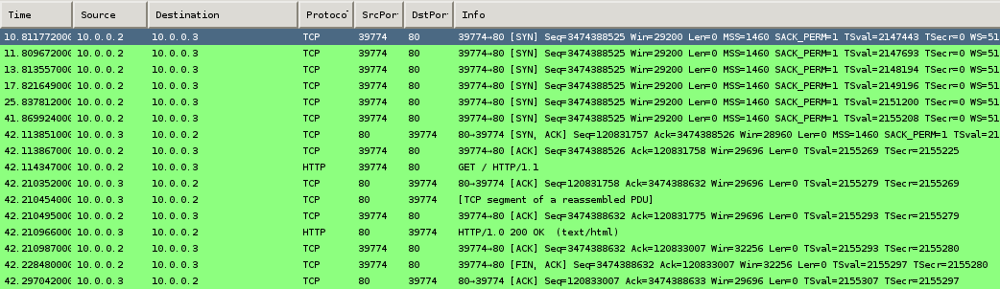 Time Source Destination Protocol SrcPor DstPor Info
10.811772000 10.0.0.2 10.0.0.3 TCP 39774 80 39774→80 [SYN] Seq=3474388525 Win=29200 Len=0 MSS=1460 SACK_PERM=1 TSval=2147443 TSecr=0 WS=51
11.809672000 10.0.0.2 10.0.0.3 TCP 39774 80 39774→80 [SYN] Seq=3474388525 Win=29200 Len=0 MSS=1460 SACK_PERM=1 TSval=2147693 TSecr=0 WS=51
13.813557000 10.0.0.2 10.0.0.3 TCP 39774 80 39774→80 [SYN] Seq=3474388525 Win=29200 Len=0 MSS=1460 SACK_PERM=1 TSval=2148194 TSecr=0 WS=51
17.821649000 10.0.0.2 10.0.0.3 TCP 39774 80 39774→80 [SYN] Seq=3474388525 Win=29200 Len=0 MSS=1460 SACK_PERM=1 TSval=2149196 TSecr=0 WS=51
25.837812000 10.0.0.2 10.0.0.3 TCP 39774 80 39774→80 [SYN] Seq=3474388525 Win=29200 Len=0 MSS=1460 SACK_PERM=1 TSval=2151200 TSecr=0 WS=51
41.869924000 10.0.0.2 10.0.0.3 TCP 39774 80 39774→80 [SYN] Seq=3474388525 Win=29200 Len=0 MSS=1460 SACK_PERM=1 TSval=2155208 TSecr=0 WS=51
42.113851000 10.0.0.3 10.0.0.2 TCP 80 39774 80→39774 [SYN, ACK] Seq=120831757 Ack=3474388526 Win=28960 Len=0 MSS=1460 SACK_PERM=1 TSval=21
42.113867000 10.0.0.2 10.0.0.3 TCP 39774 80 39774→80 [ACK] Seq=3474388526 Ack=120831758 Win=29696 Len=0 TSval=2155269 TSecr=2155225
42.114347000 10.0.0.2 10.0.0.3 HTTP 39774 80 GET / HTTP/1.1
42.210352000 10.0.0.3 10.0.0.2 TCP 80 39774 80→39774 [ACK] Seq=120831758 Ack=3474388632 Win=29696 Len=0 TSval=2155279 TSecr=2155269
42.210454000 10.0.0.3 10.0.0.2 TCP 80 39774 [TCP segment of a reassembled PDU]
42.210495000 10.0.0.2 10.0.0.3 TCP 39774 80 39774→80 [ACK] Seq=3474388632 Ack=120831775 Win=29696 Len=0 TSval=2155293 TSecr=2155279
42.210966000 10.0.0.3 10.0.0.2 HTTP 80 39774 HTTP/1.0 200 OK (text/html)
42.210987000 10.0.0.2 10.0.0.3 TCP 39774 80 39774→80 [ACK] Seq=3474388632 Ack=120833007 Win=32256 Len=0 TSval=2155293 TSecr=2155280
42.228480000 10.0.0.2 10.0.0.3 TCP 39774 80 39774→80 [FIN, ACK] Seq=3474388632 Ack=120833007 Win=32256 Len=0 TSval=2155297 TSecr=2155280
42.297042000 10.0.0.3 10.0.0.2 TCP 80 39774 80→39774 [ACK] Seq=120833007 Ack=3474388633 Win=29696 Len=0 TSval=2155307 TSecr=2155297